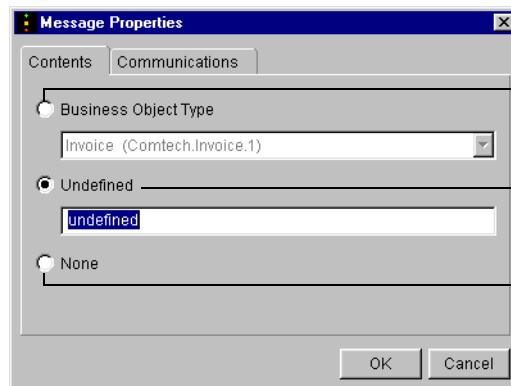 Message Properties
Contents Communications
Business Object Type
Invoice (Comtech.Invoice.1)
Undefined
undefined
None
OK Cancel